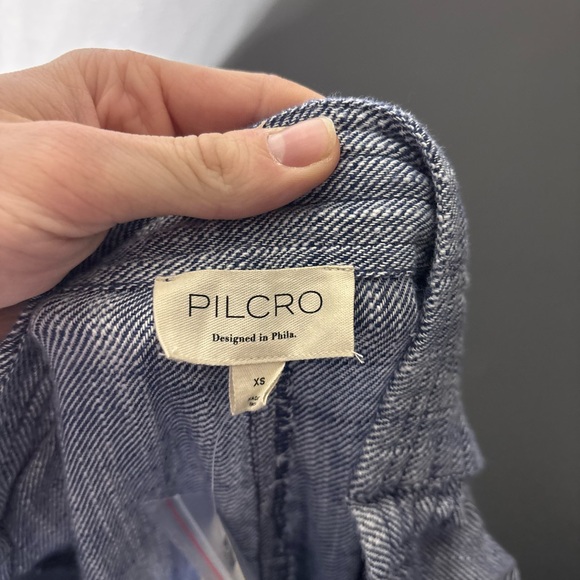 PILCRO
Designed in Phila.
XS